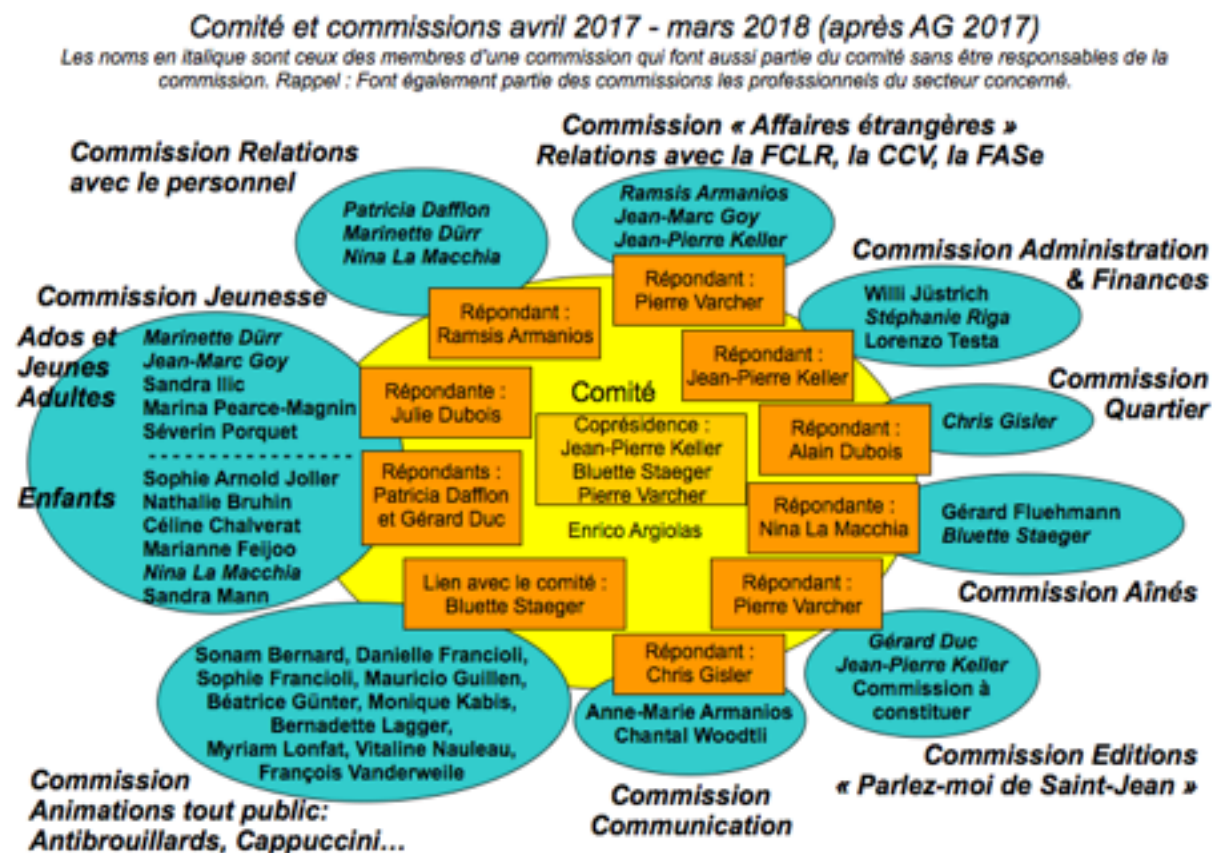 Comité et commissions avril 2017 - mars 2018 (après AG 2017)
Les noms en italique sont ceux des membres d'une commission qui font aussi partie du comité sans être responsables de la
commission. Rappel : Font également partie des commissions les professionnels du secteur concerné.
Commission « Affaires étrangères »
Relations avec la FCLR, la CCV, la FASe
Ramsis Armanios
Jean-Marc Goy
Jean-Pierre Keller
Répondant :
Pierre Varcher
Commission Relations
avec le personnel
Patricia Dafflon
Marinette Dürr
Nina La Macchia
Répondant :
Ramsis Armanios
Commission Administration
& Finances
Willi Jüstrich
Stéphanie Riga
Lorenzo Testa
Répondant :
Jean-Pierre Keller
Commission Jeunesse
Ados et
Jeunes
Adultes
Marinette Dürr
Jean-Marc Goy
Sandra Ilic
Marina Pearce-Magnin
Séverin Porquet
Répondante :
Julie Dubois
Enfants
Sophie Arnold Joller
Nathalie Bruhin
Céline Chalverat
Marianne Feijoo
Nina La Macchia
Sandra Mann
Répondants :
Patricia Dafflon
et Gérard Duc
Comité
Coprésidence :
Jean-Pierre Keller
Bluette Staeger
Pierre Varcher
Enrico Argiolas
Commission
Quartier
Chris Gisler
Répondant :
Alain Dubois
Répondante :
Nina La Macchia
Gérard Fluehmann
Bluette Staeger
Commission Aînés
Lien avec le comité :
Bluette Staeger
Sonam Bernard, Danielle Francioli,
Sophie Francioli, Mauricio Guillen,
Béatrice Günter, Monique Kabis,
Bernadette Lagger,
Myriam Lonfat, Vitaline Nauleau,
François Vanderweile
Commission
Animations tout public:
Antibrouillards, Cappuccini...
Répondant :
Chris Gisler
Anne-Marie Armanios
Chantal Woodtli
Commission
Communication
Répondant :
Pierre Varcher
Gérard Duc
Jean-Pierre Keller
Commission à
constituer
Commission Editions
« Parlez-moi de Saint-Jean »